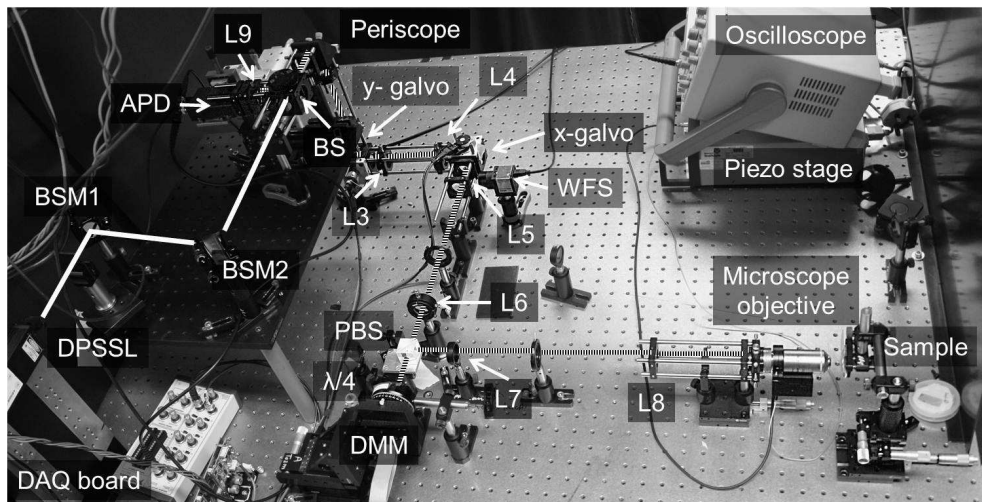 L9
Periscope
Oscilloscope
APD
y- galvo
L4
BS
x-galvo
Piezo stage
BSM1
L3
WFS
L5
BSM2
Microscope
objective
L6
DPSSL
PBS
Sample
λ/4
L7
L8
DMM
DAQ board